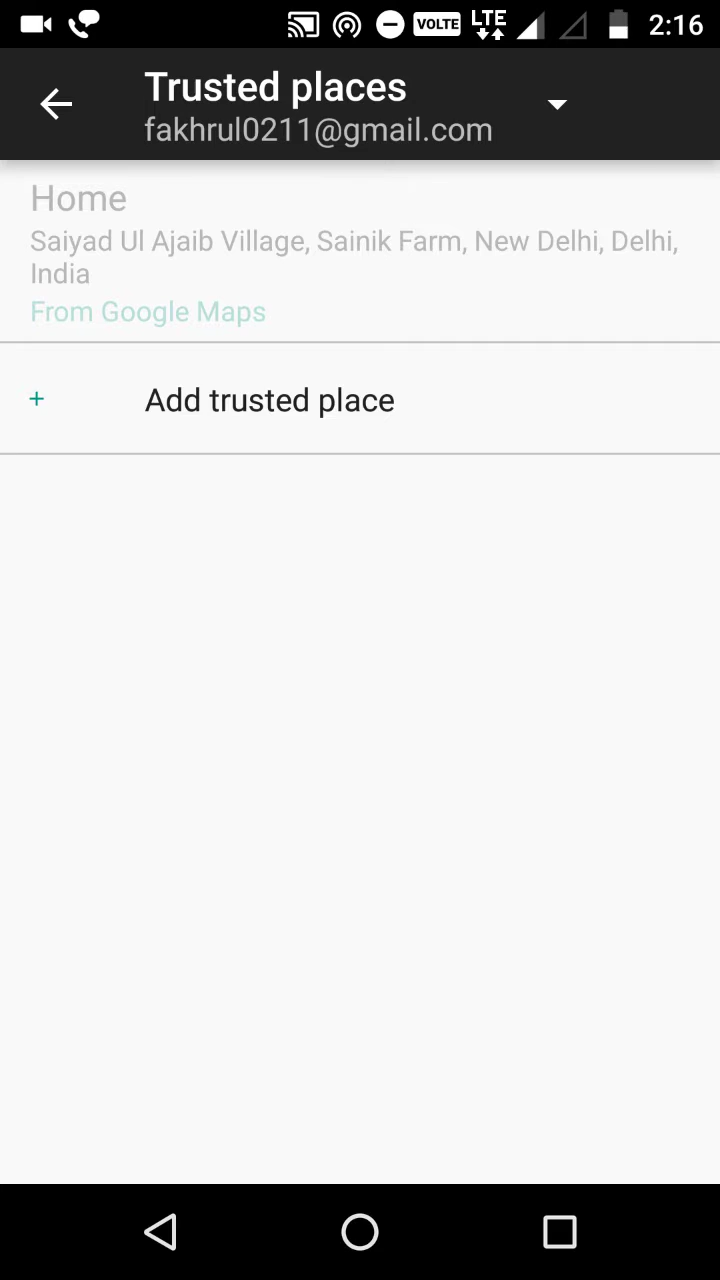 VOLTE LTE 2:16
Trusted places
fakhrul0211@gmail.com
Home
Saiyad Ul Ajaib Village, Sainik Farm, New Delhi, Delhi,
India
From Google Maps
+ Add trusted place